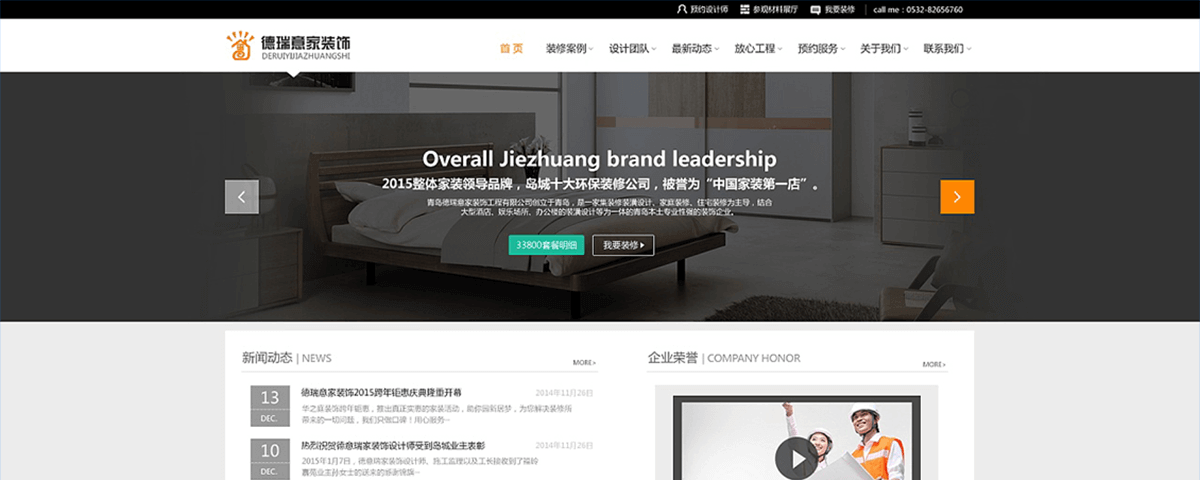 预约设计师 参观材料展厅 我要装修 call me : 0532-82656760
德瑞意家装饰
DERUIYIJIAZHUANGSHI
首 页 装修案例 设计团队 最新动态 放心工程 预约服务 关于我们 联系我们
Overall Jiezhuang brand leadership
2015整体家装领导品牌，岛城十大环保装修公司，被誉为“中国家装第一店”。
青岛德瑞意家装饰工程有限公司创立于青岛，是一家集装修装潢设计、家庭装修、住宅装修为主导，结合
大型酒店、娱乐场所、办公楼的装潢设计等为一体的青岛本土专业性强的装饰企业。
33800套餐明细 我要装修
新闻动态 | NEWS MORE>
企业荣誉 | COMPANY HONOR MORE>
13 DEC.
德瑞意家装饰2015跨年钜惠庆典隆重开幕 2014年11月26日
华之庭装饰跨年钜惠，推出真正实惠的家装活动，助你圆新居梦，为您解决装修所
带来的一切问题，我们只做口碑！用心服务···
10 DEC.
热烈祝贺德意瑞家装饰设计师受到岛城业主表彰 2014年11月26日
2015年1月7日，德意瑞家装饰设计师、施工监理以及工长接收到了福岭
赛苑业主孙女士的送来的感谢锦旗···